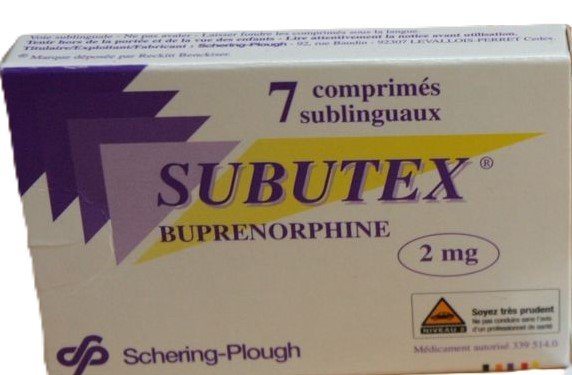 Voie sublinguale - Ne pas avaler - Laisser fondre les comprimés sous la langue.
Tenir hors de la portée et de la vue des enfants - Lire attentivement la notice avant utilisation.
Titulaire/Exploitant/Fabricant : Schering-Plough - 92, rue Baudin - 92307 LEVALLOIS-PERRET Cedex
® Marque déposée par Reckitt Benckiser.
7 comprimés
sublinguaux
SUBUTEX®
BUPRENORPHINE
2 mg
Soyez très prudent
Ne pas conduire sans l'avis
d'un professionnel de santé
NIVEAU 2
Schering-Plough
Médicament autorisé 339 514.0